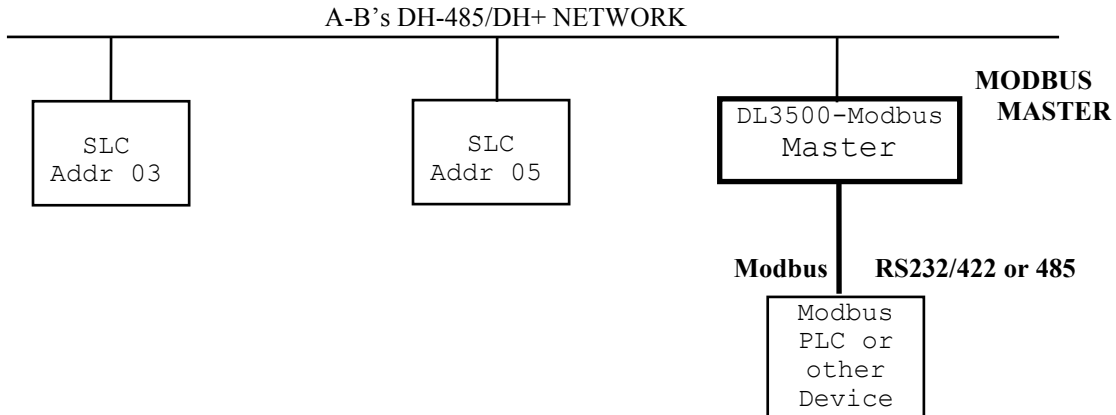 A-B's DH-485/DH+ NETWORK
MODBUS
MASTER
SLC
Addr 03
SLC
Addr 05
DL3500-Modbus
Master
Modbus
RS232/422 or 485
Modbus
PLC or
other
Device